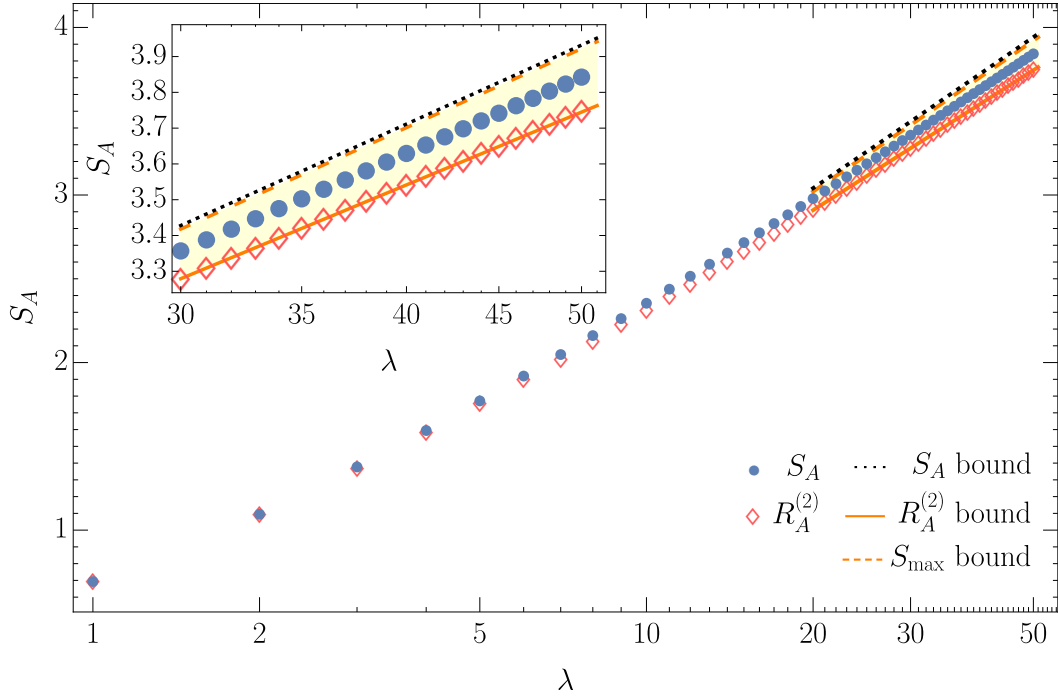 4
3
2
1
S_A
3.9
3.8
3.7
3.6
3.5
3.4
3.3
S_A
30 35 40 45 50
λ
S_A S_A bound
R_A^{(2)} R_A^{(2)} bound
S_max bound
1 2 5 10 20 30 50
λ